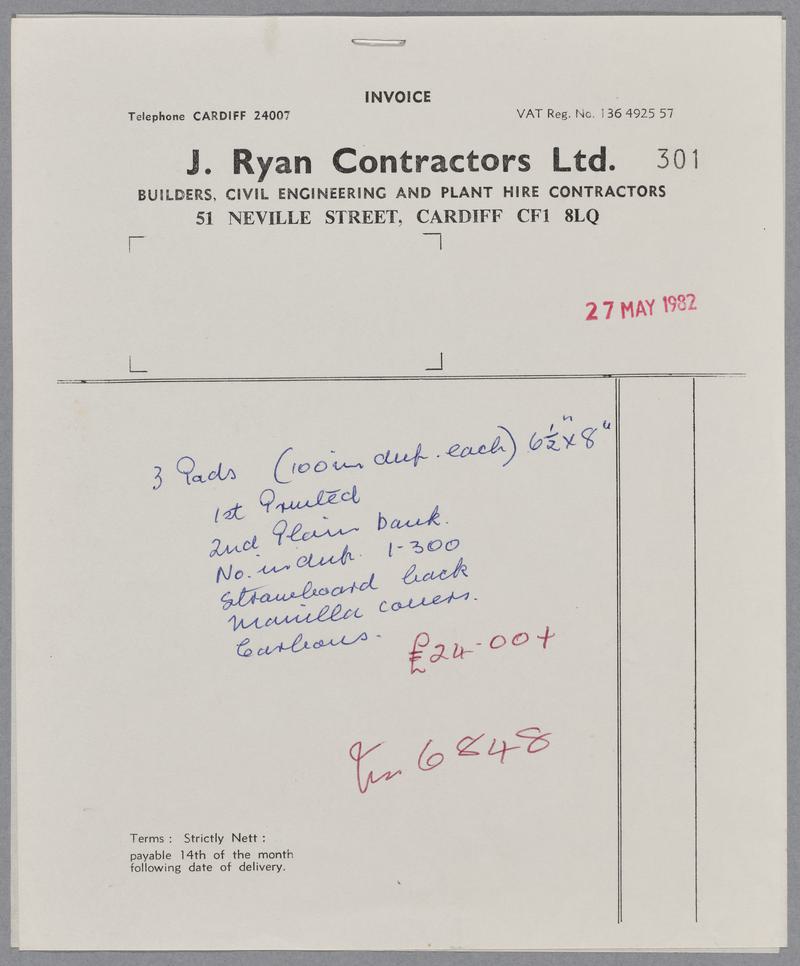 INVOICE
Telephone CARDIFF 24007
VAT Reg. No. 136 4925 57
J. Ryan Contractors Ltd. 301
BUILDERS, CIVIL ENGINEERING AND PLANT HIRE CONTRACTORS
51 NEVILLE STREET, CARDIFF CF1 8LQ
27 MAY 1982
3 Pads (100 in dup. each) 6½" x 8"
1st Printed
2nd Plain bank.
No. in dup. 1-300
Strawboard back
Manilla covers.
Carbons.
£24-00+
Inv 6848
Terms : Strictly Nett :
payable 14th of the month
following date of delivery.